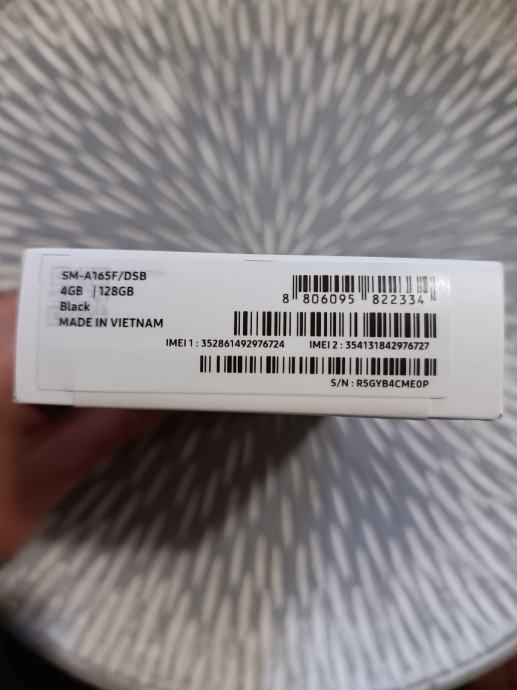 SM-A165F/DSB
4GB | 128GB
Black
MADE IN VIETNAM
8 806095 822334
IMEI 1 : 352861492976724 IMEI 2 : 354131842976727
S/N : R5GYB4CME0P